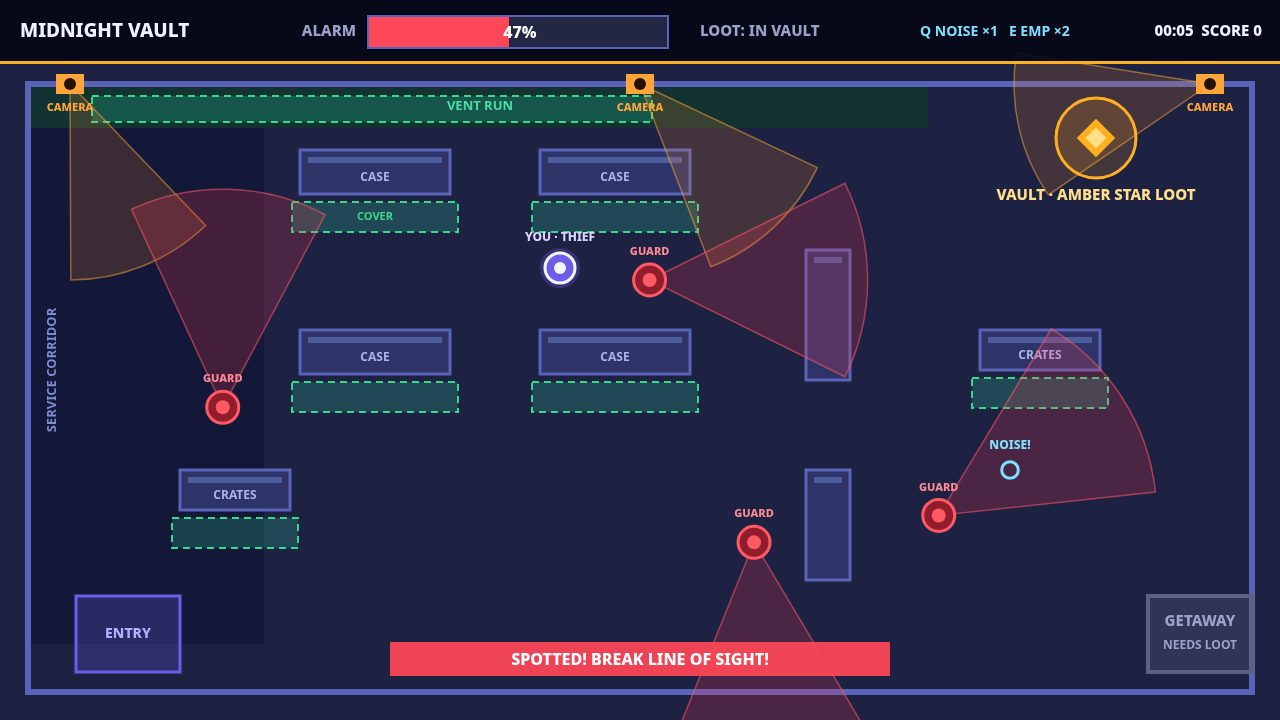 MIDNIGHT VAULT
ALARM
47%
LOOT: IN VAULT
Q NOISE ×1 E EMP ×2
00:05 SCORE 0
CAMERA
VENT RUN
CAMERA
CAMERA
CASE
CASE
VAULT · AMBER STAR LOOT
COVER
YOU · THIEF
GUARD
SERVICE CORRIDOR
CASE
CASE
CRATES
GUARD
NOISE!
CRATES
GUARD
GUARD
ENTRY
GETAWAY
NEEDS LOOT
SPOTTED! BREAK LINE OF SIGHT!